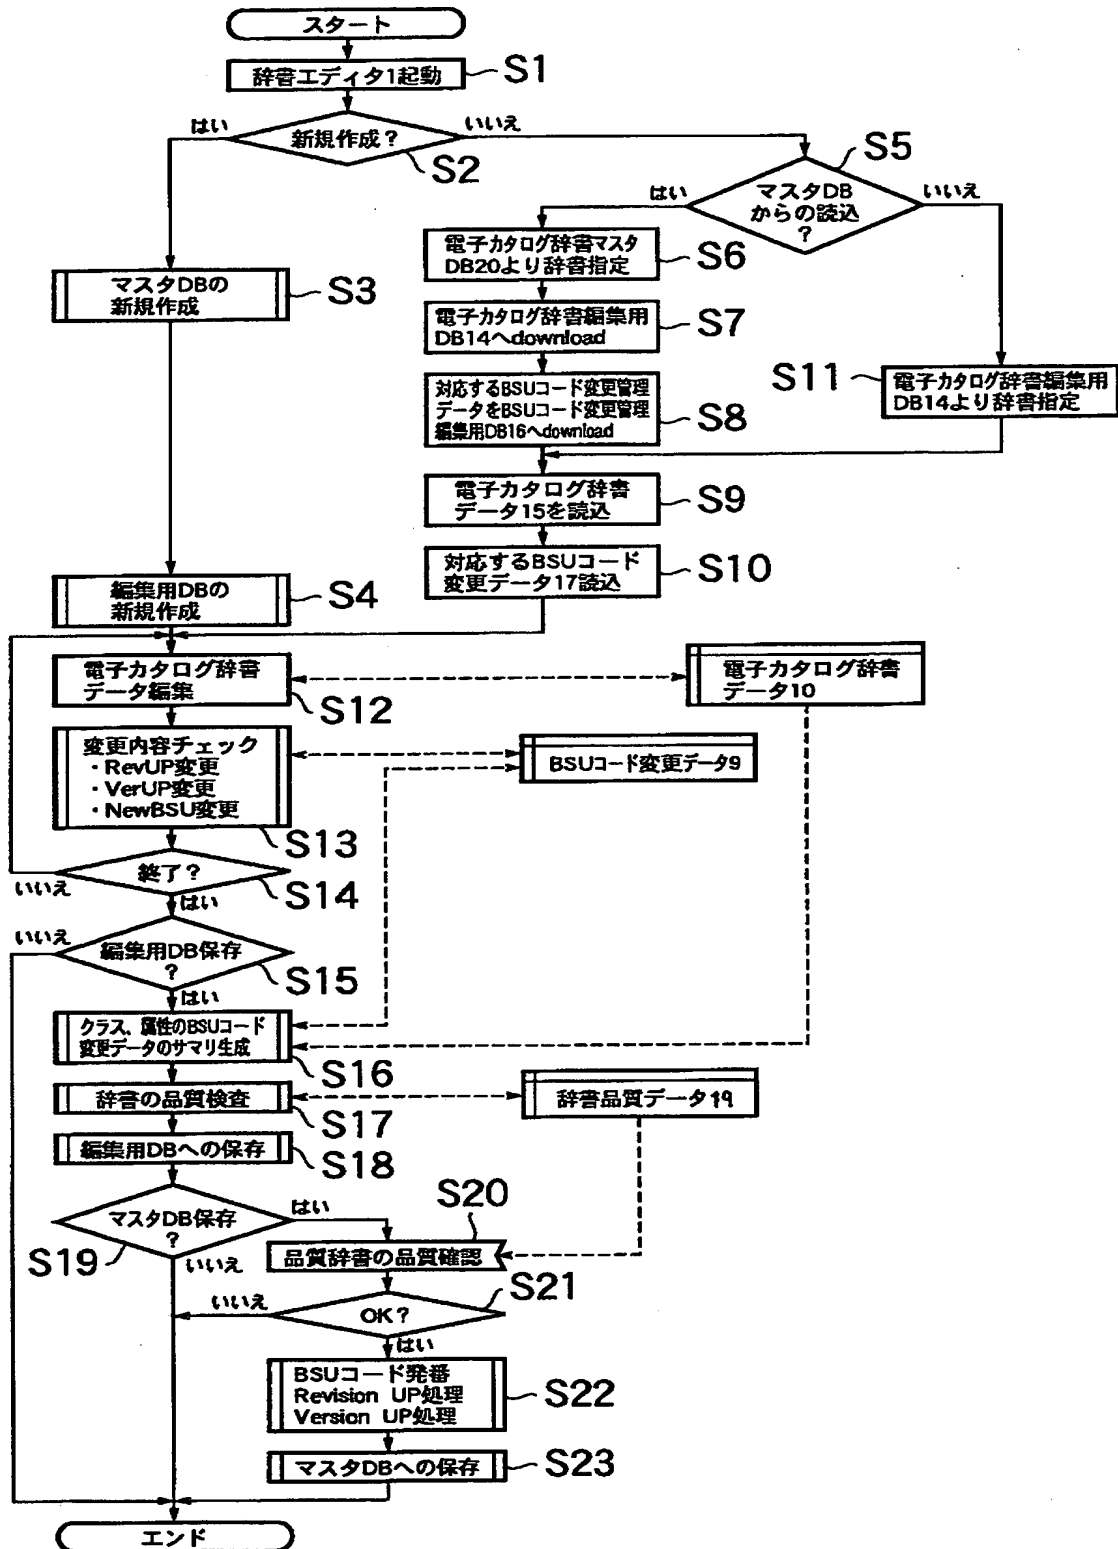 スタート
辞書エディタ1起動
S1
はい
新規作成？
いいえ
S2
S5
はい
マスタDB
からの読込
？
いいえ
電子カタログ辞書マスタ
DB20より辞書指定
S6
マスタDBの
新規作成
S3
電子カタログ辞書編集用
DB14へdownload
S7
S11
電子カタログ辞書編集用
DB14より辞書指定
対応するBSUコード変更管理
データをBSUコード変更管理
編集用DB16へdownload
S8
電子カタログ辞書
データ15を読込
S9
対応するBSUコード
変更データ17読込
S10
編集用DBの
新規作成
S4
電子カタログ辞書
データ編集
S12
電子カタログ辞書
データ10
変更内容チェック
・RevUP変更
・VerUP変更
・NewBSU変更
S13
BSUコード変更データ9
終了？
いいえ
S14
はい
いいえ
編集用DB保存
？
S15
はい
クラス、属性のBSUコード
変更データのサマリ生成
S16
辞書の品質検査
S17
辞書品質データ19
編集用DBへの保存
S18
マスタDB保存
？
はい
S19
いいえ
S20
品質辞書の品質確認
S21
いいえ
OK？
はい
BSUコード発番
Revision UP処理
Version UP処理
S22
マスタDBへの保存
S23
エンド